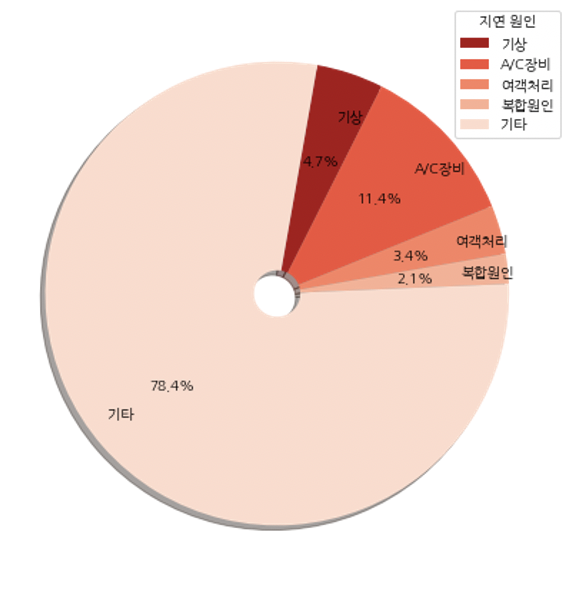 지연 원인
기상
A/C장비
여객처리
복합원인
기타
기상
4.7%
A/C장비
11.4%
여객처리
3.4%
복합원인
2.1%
78.4%
기타